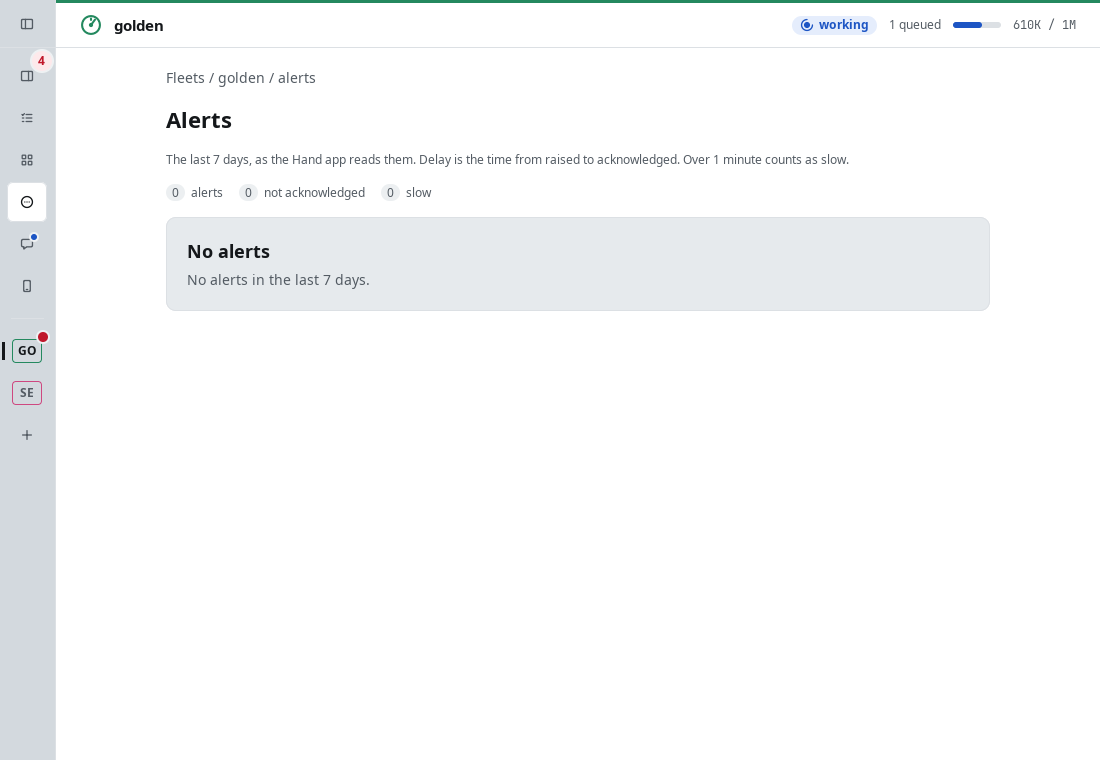 golden
working
1 queued
610K / 1M
4
Fleets / golden / alerts
Alerts
The last 7 days, as the Hand app reads them. Delay is the time from raised to acknowledged. Over 1 minute counts as slow.
0 alerts 0 not acknowledged 0 slow
No alerts
No alerts in the last 7 days.
GO
SE